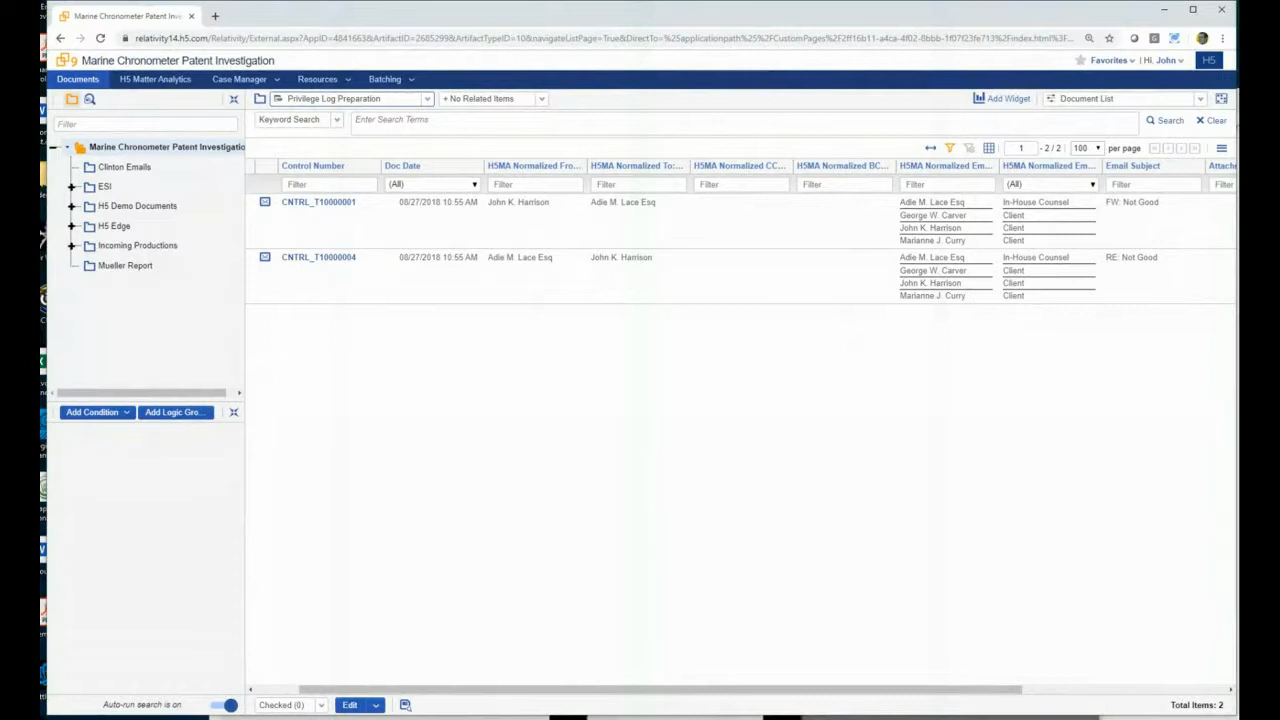 Marine Chronometer Patent Inve
relativity14.h5.com/Relativity/External.aspx?AppID=4841663&ArtifactID=2685299&ArtifactTypeID=10&navigateListPage=True&DirectTo=%25applicationpath%25%2FCustomPages%2Fff16b11-a4ca-4f02-8bbb-1f07f23fe713%2Findex.html%3F...
Marine Chronometer Patent Investigation
Favorites Hi, John H5
Documents H5 Matter Analytics Case Manager Resources Batching
Privilege Log Preparation + No Related Items Add Widget Document List
Filter Keyword Search Enter Search Terms Search Clear
Marine Chronometer Patent Investigatio 1 - 2 / 2 100 per page
Control Number Doc Date H5MA Normalized Fro... H5MA Normalized To:... H5MA Normalized CC... H5MA Normalized BC... H5MA Normalized Em... H5MA Normalized Em... Email Subject Attach
Filter (All) Filter Filter Filter Filter Filter (All) Filter Filter
Clinton Emails
ESI
H5 Demo Documents
H5 Edge
Incoming Productions
Mueller Report
CNTRL_T10000001 08/27/2018 10:55 AM John K. Harrison Adie M. Lace Esq Adie M. Lace Esq In-House Counsel FW: Not Good
George W. Carver Client
John K. Harrison Client
Marianne J. Curry Client
CNTRL_T10000004 08/27/2018 10:55 AM Adie M. Lace Esq John K. Harrison Adie M. Lace Esq In-House Counsel RE: Not Good
George W. Carver Client
John K. Harrison Client
Marianne J. Curry Client
Add Condition Add Logic Gro...
Auto-run search is on Checked (0) Edit Total Items: 2